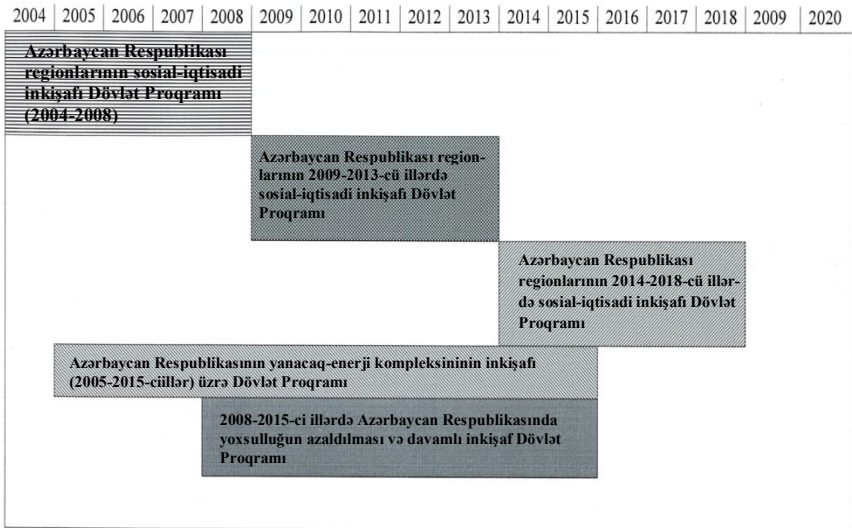 2004 2005 2006 2007 2008 2009 2010 2011 2012 2013 2014 2015 2016 2017 2018 2009 2020
Azərbaycan Respublikası
regionlarının sosial-iqtisadi
inkişafı Dövlət Proqramı
(2004-2008)
Azərbaycan Respublikası region-
larının 2009-2013-cü illərdə
sosial-iqtisadi inkişafı Dövlət
Proqramı
Azərbaycan Respublikası
regionlarının 2014-2018-cü illər-
də sosial-iqtisadi inkişafı Dövlət
Proqramı
Azərbaycan Respublikasının yanacaq-enerji kompleksininin inkişafı
(2005-2015-ciillər) üzrə Dövlət Proqramı
2008-2015-ci illərdə Azərbaycan Respublikasında
yoxsulluğun azaldılması və davamlı inkişaf Dövlət
Proqramı